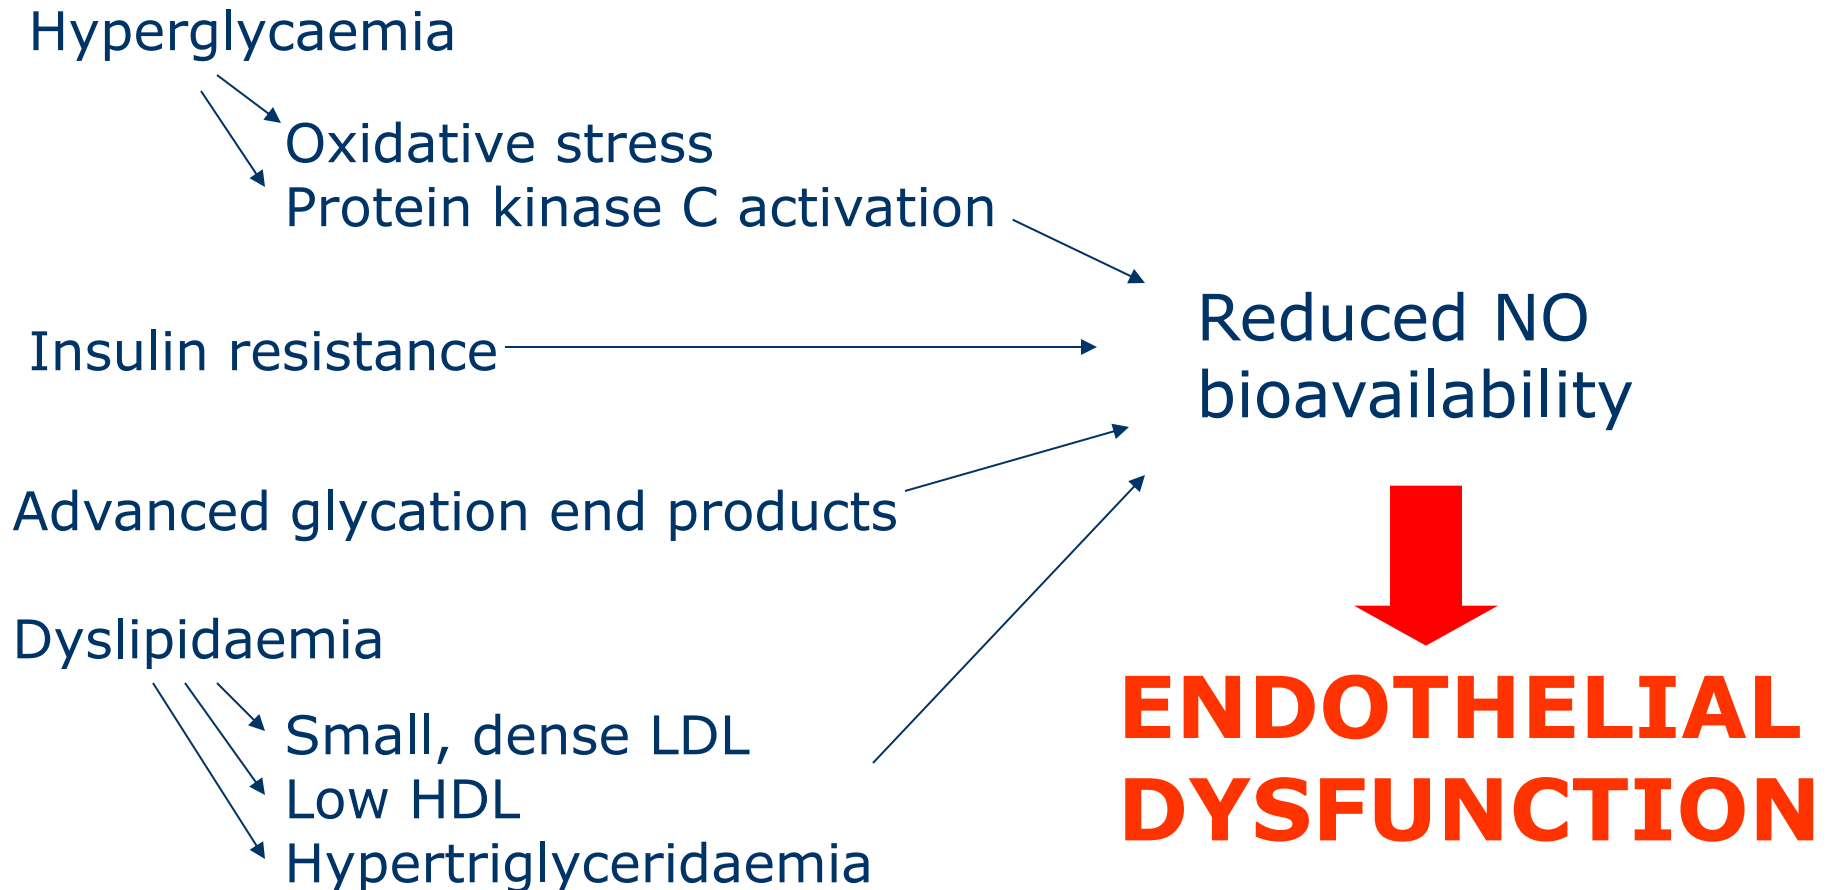 Hyperglycaemia
Oxidative stress
Protein kinase C activation
Insulin resistance
Reduced NO
bioavailability
Advanced glycation end products
Dyslipidaemia
Small, dense LDL
Low HDL
Hypertriglyceridaemia
ENDOTHELIAL
DYSFUNCTION